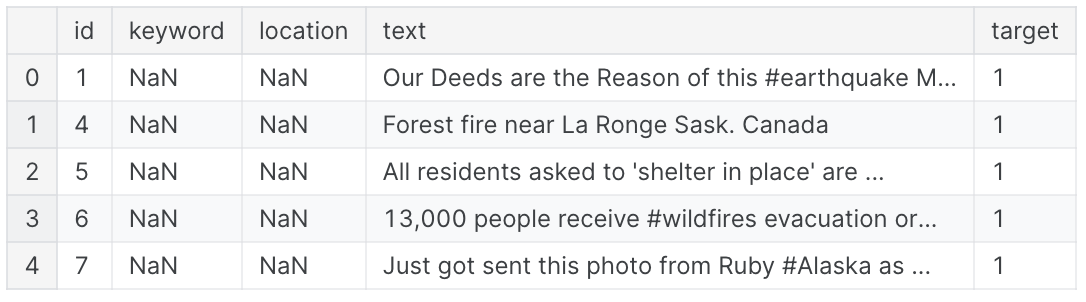 id keyword location text target
0 1 NaN NaN Our Deeds are the Reason of this #earthquake M... 1
1 4 NaN NaN Forest fire near La Ronge Sask. Canada 1
2 5 NaN NaN All residents asked to 'shelter in place' are ... 1
3 6 NaN NaN 13,000 people receive #wildfires evacuation or... 1
4 7 NaN NaN Just got sent this photo from Ruby #Alaska as ... 1